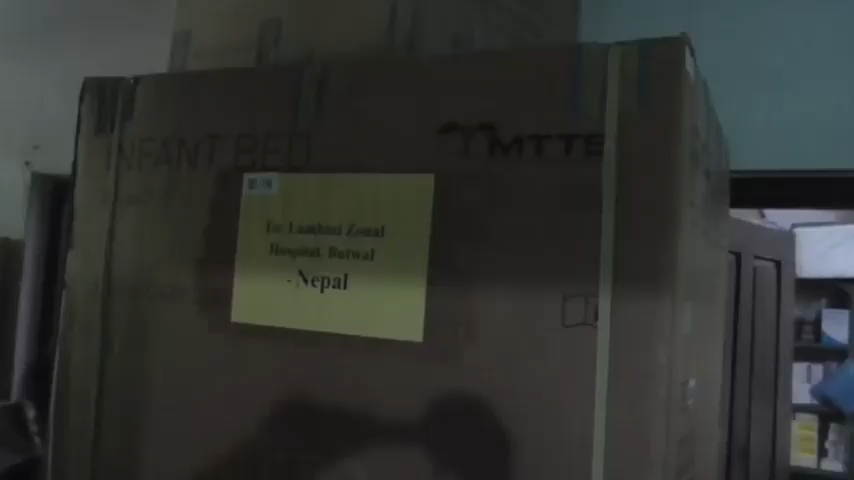 INFANT BED
MTTS
To: Lumbini Zonal
Hospital, Butwal
- Nepal